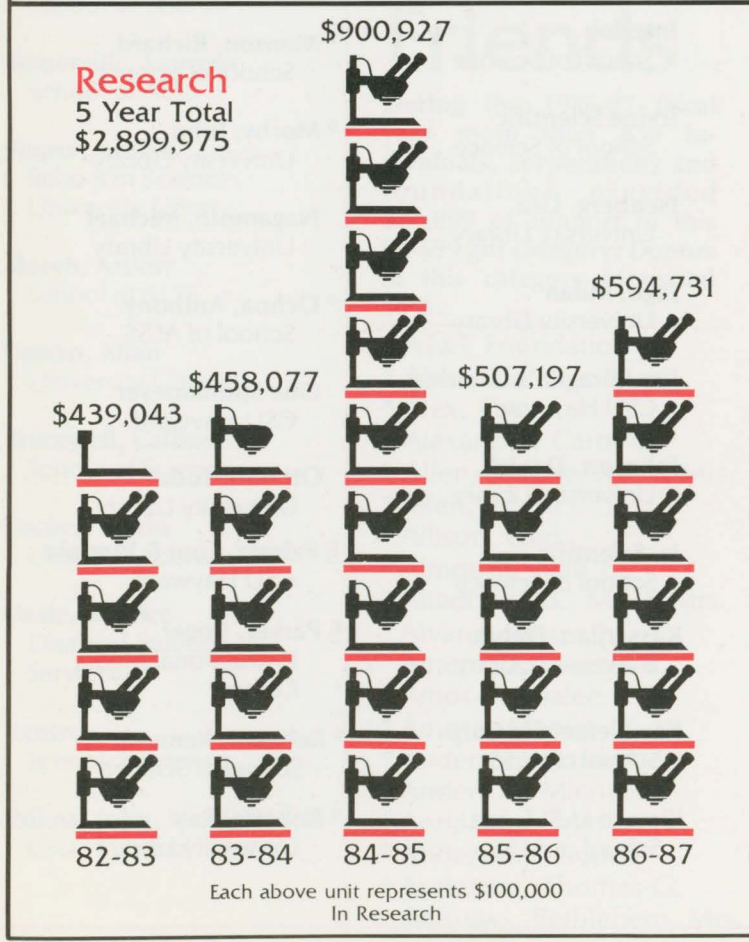 Research
5 Year Total
$2,899,975
$439,043
$458,077
$900,927
$507,197
$594,731
82-83
83-84
84-85
85-86
86-87
Each above unit represents $100,000
In Research